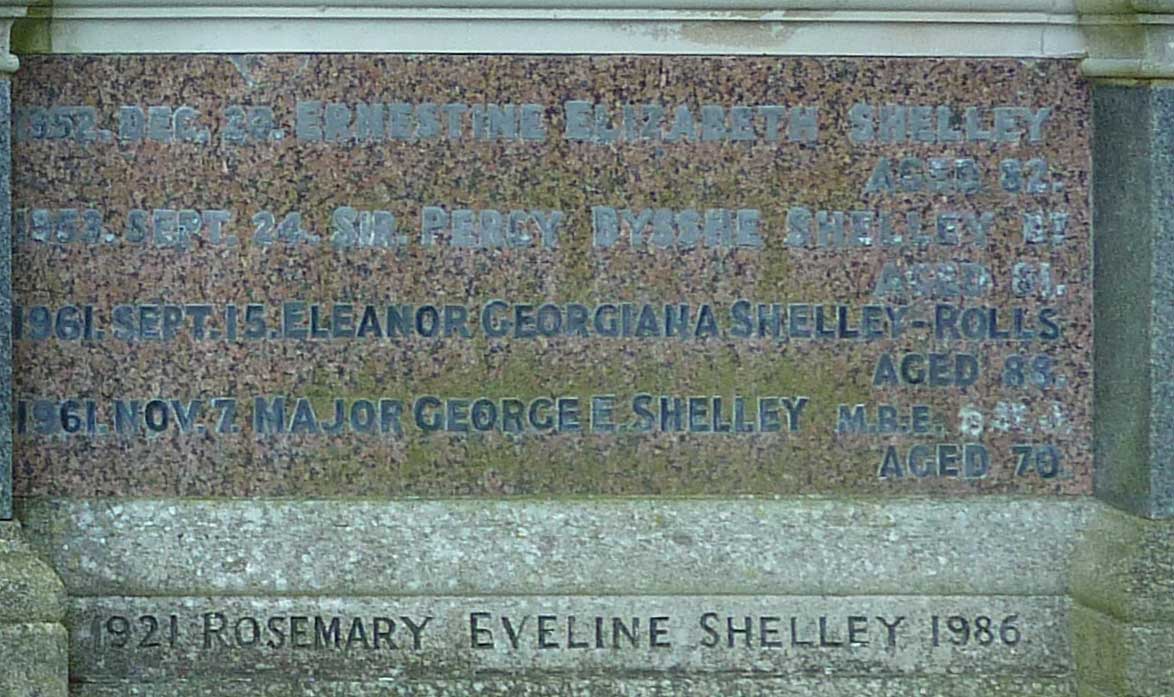 1952. DEC. 20. ERNESTINE ELIZABETH SHELLEY
AGED 82.
1953. SEPT. 24. SIR. PERCY BYSSHE SHELLEY BT
AGED 81.
1961. SEPT. 15. ELEANOR GEORGIANA SHELLEY-ROLLS
AGED 88.
1961. NOV. 7 MAJOR GEORGE E SHELLEY M.B.E.
AGED 70
1921 ROSEMARY EVELINE SHELLEY 1986.